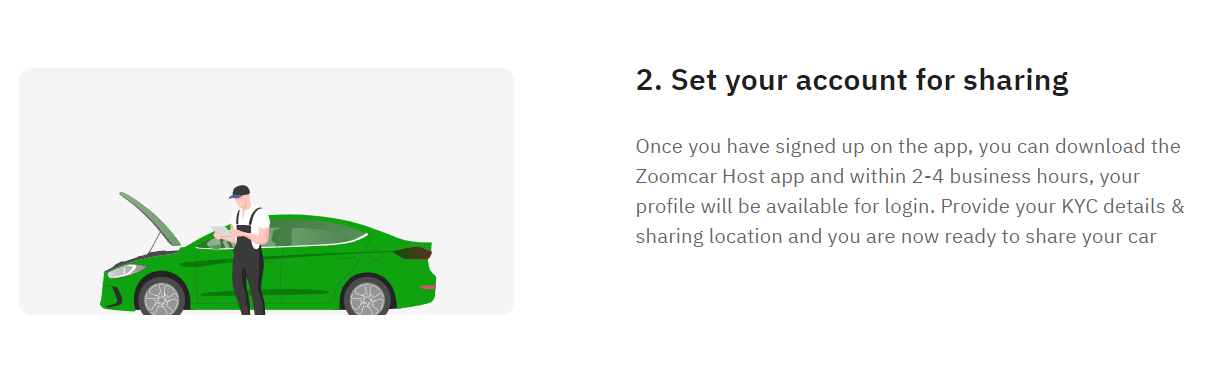 2. Set your account for sharing
Once you have signed up on the app, you can download the
Zoomcar Host app and within 2-4 business hours, your
profile will be available for login. Provide your KYC details &
sharing location and you are now ready to share your car